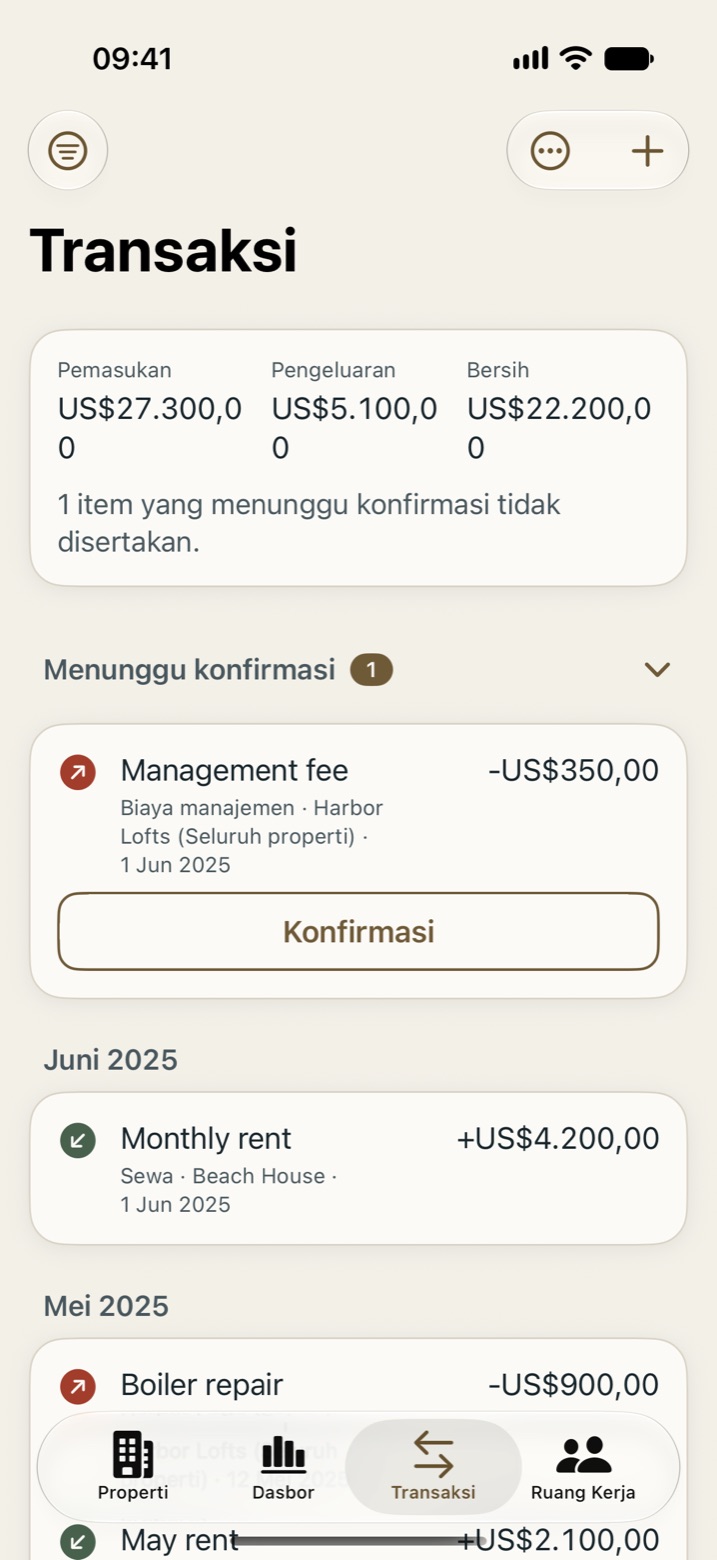 09:41
Transaksi
Pemasukan Pengeluaran Bersih
US$27.300,0 US$5.100,0 US$22.200,0
0 0 0
1 item yang menunggu konfirmasi tidak
disertakan.
Menunggu konfirmasi 1
Management fee -US$350,00
Biaya manajemen · Harbor
Lofts (Seluruh properti) ·
1 Jun 2025
Konfirmasi
Juni 2025
Monthly rent +US$4.200,00
Sewa · Beach House ·
1 Jun 2025
Mei 2025
Boiler repair -US$900,00
Properti Dasbor Transaksi Ruang Kerja
May rent +US$2.100,00